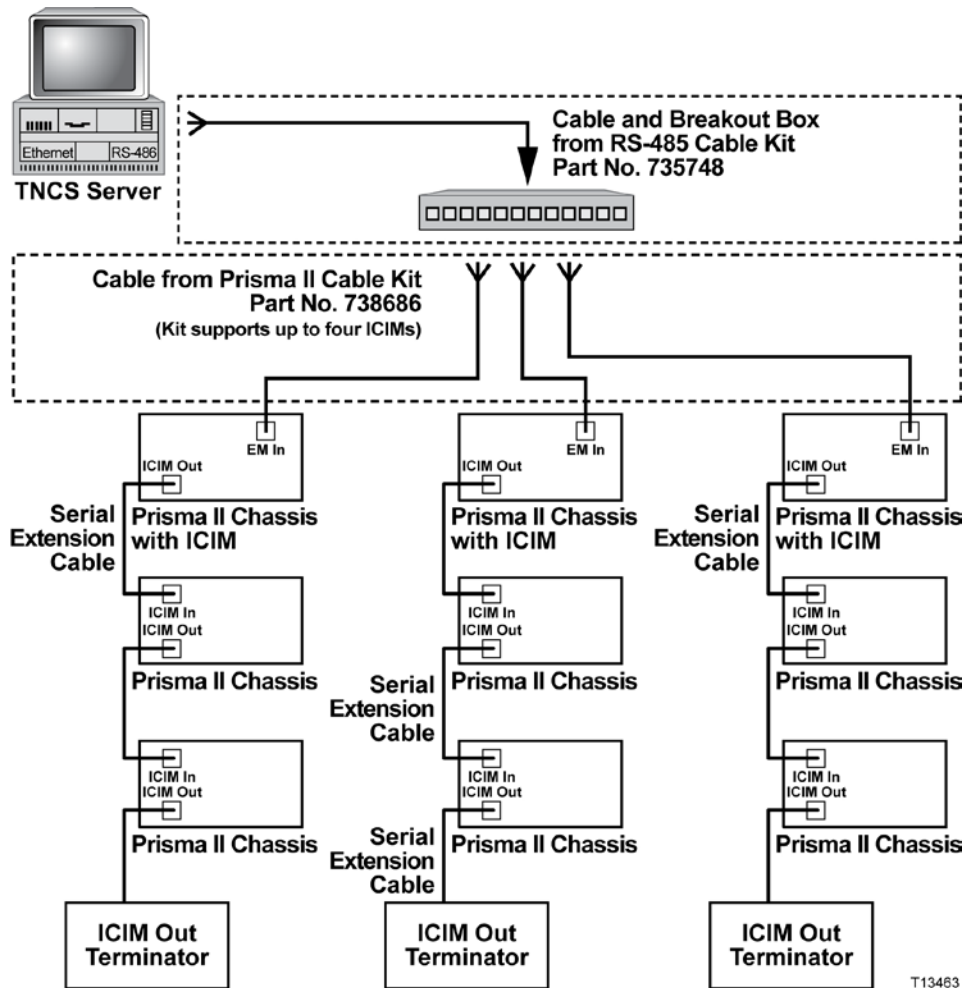 Ethernet
RS-486
TNCS Server
Cable and Breakout Box
from RS-485 Cable Kit
Part No. 735748
Cable from Prisma II Cable Kit
Part No. 738686
(Kit supports up to four ICIMs)
EM In
ICIM Out
Prisma II Chassis
with ICIM
Serial
Extension
Cable
ICIM In
ICIM Out
Prisma II Chassis
ICIM In
ICIM Out
Prisma II Chassis
ICIM Out
Terminator
EM In
ICIM Out
Prisma II Chassis
with ICIM
ICIM In
ICIM Out
Prisma II Chassis
Serial
Extension
Cable
ICIM In
ICIM Out
Prisma II Chassis
Serial
Extension
Cable
ICIM Out
Terminator
EM In
ICIM Out
Prisma II Chassis
with ICIM
Serial
Extension
Cable
ICIM In
ICIM Out
Prisma II Chassis
ICIM In
ICIM Out
Prisma II Chassis
ICIM Out
Terminator
T13463